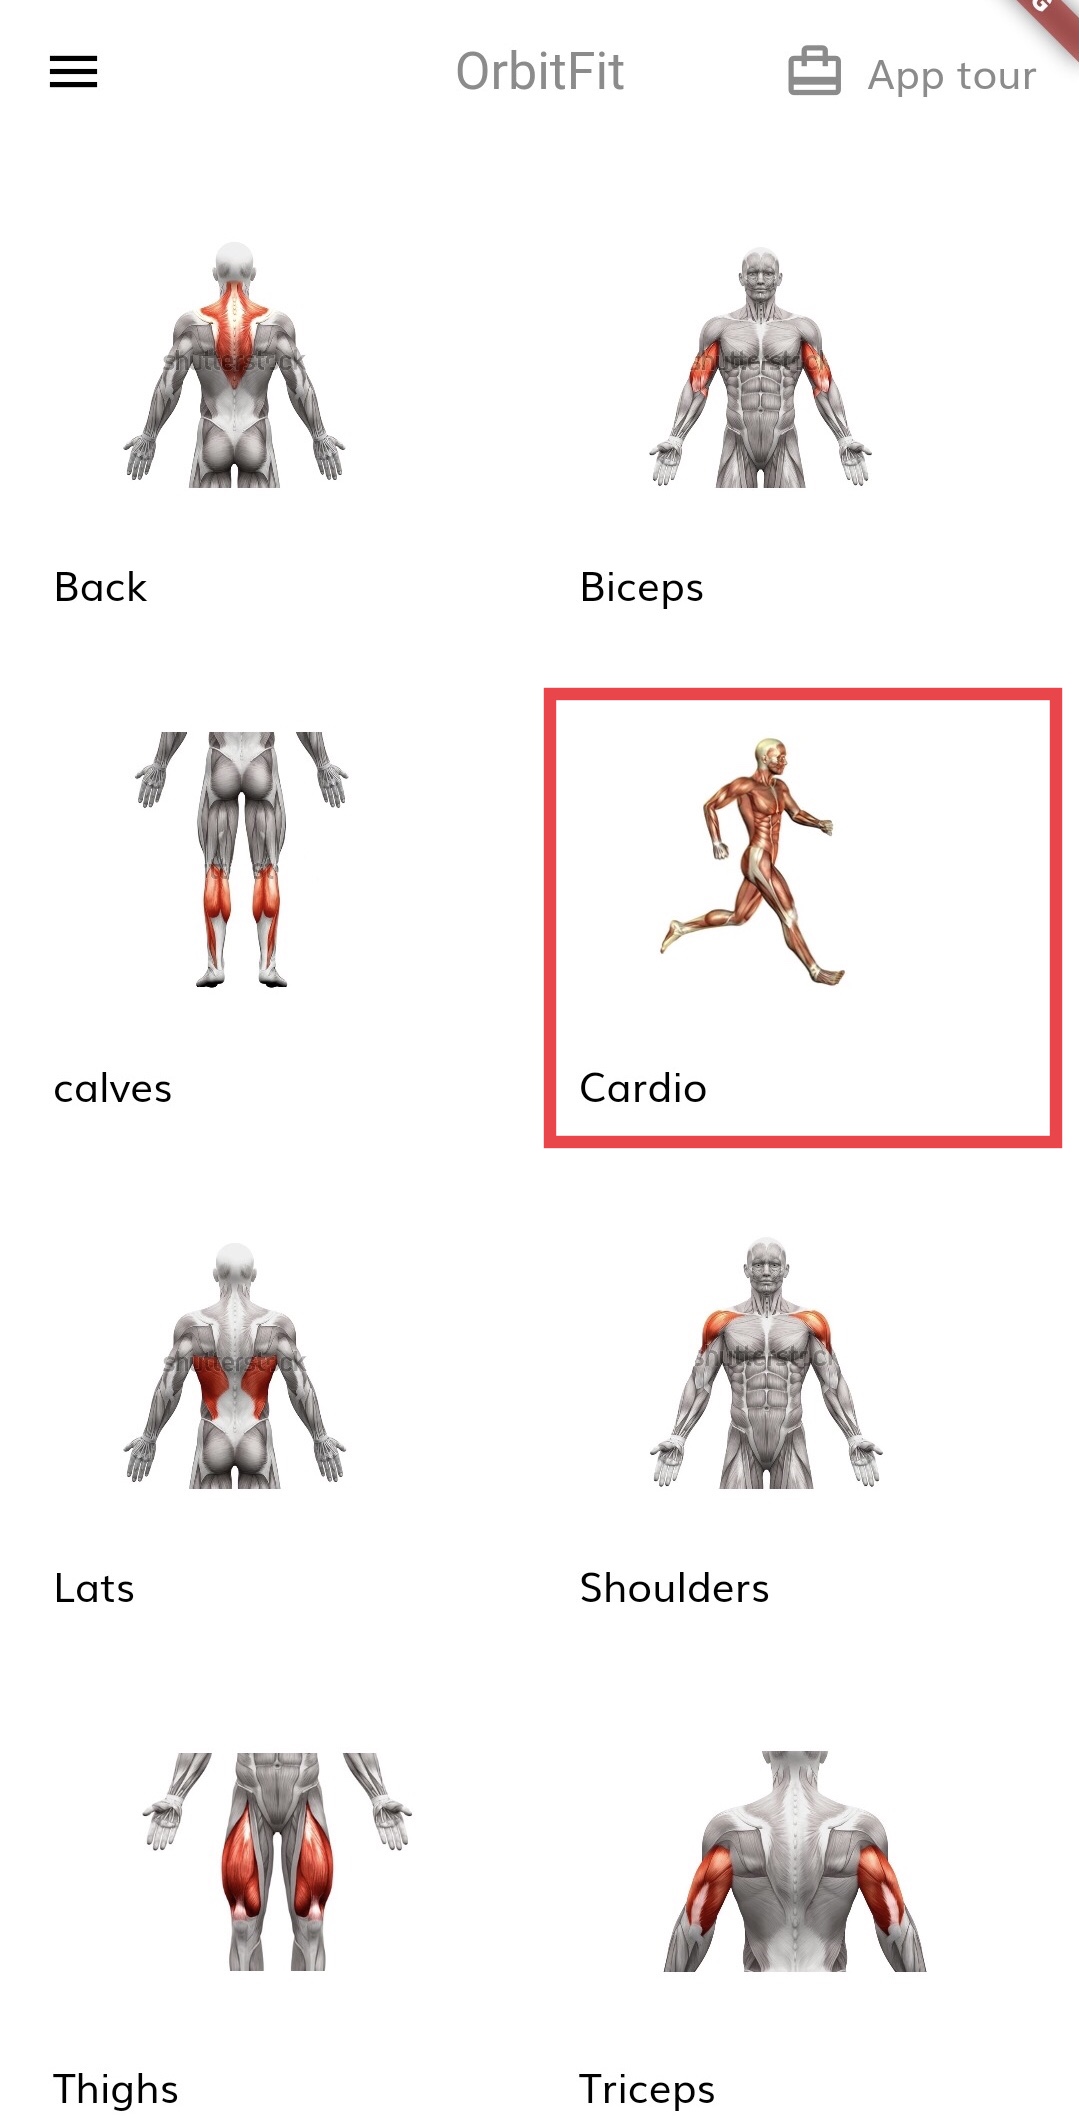 OrbitFit
App tour
shutterstock
shutterstock
Back
Biceps
calves
Cardio
shutterstock
shutterstock
Lats
Shoulders
Thighs
Triceps